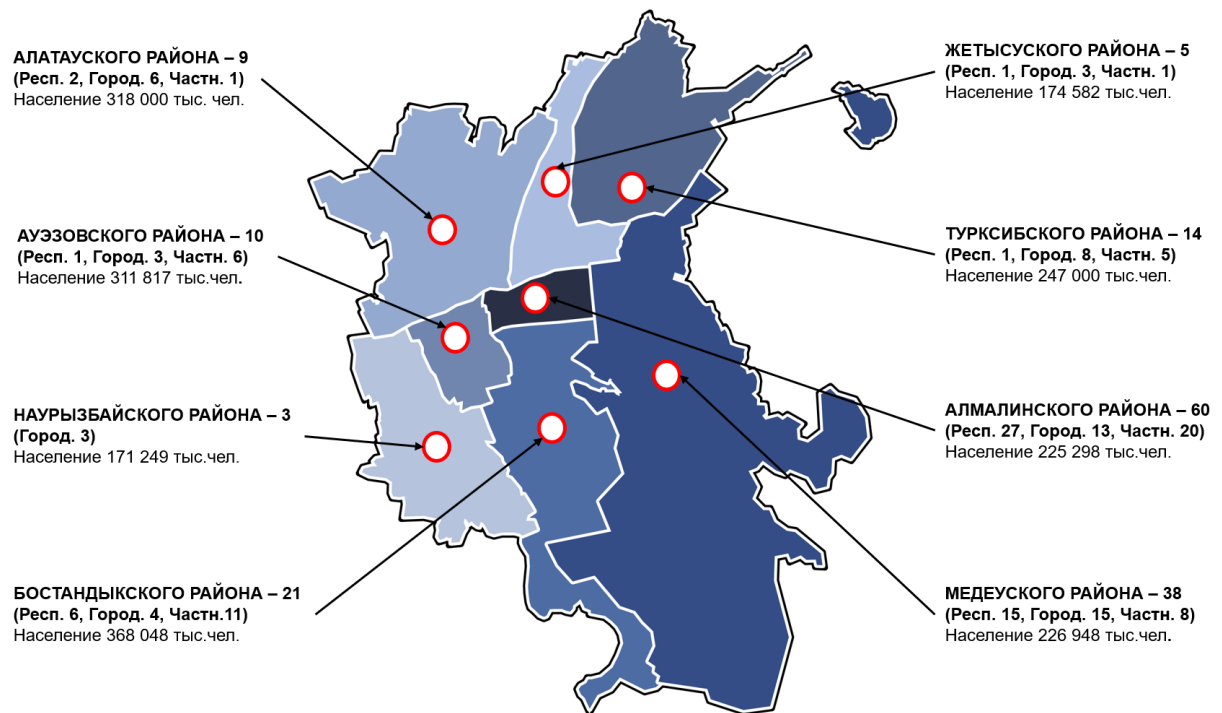 АЛАТАУСКОГО РАЙОНА – 9
(Респ. 2, Город. 6, Частн. 1)
Население 318 000 тыс. чел.
АУЭЗОВСКОГО РАЙОНА – 10
(Респ. 1, Город. 3, Частн. 6)
Население 311 817 тыс.чел.
НАУРЫЗБАЙСКОГО РАЙОНА – 3
(Город. 3)
Население 171 249 тыс.чел.
БОСТАНДЫКСКОГО РАЙОНА – 21
(Респ. 6, Город. 4, Частн.11)
Население 368 048 тыс.чел.
ЖЕТЫСУСКОГО РАЙОНА – 5
(Респ. 1, Город. 3, Частн. 1)
Население 174 582 тыс.чел.
ТУРКСИБСКОГО РАЙОНА – 14
(Респ. 1, Город. 8, Частн. 5)
Население 247 000 тыс.чел.
АЛМАЛИНСКОГО РАЙОНА – 60
(Респ. 27, Город. 13, Частн. 20)
Население 225 298 тыс.чел.
МЕДЕУСКОГО РАЙОНА – 38
(Респ. 15, Город. 15, Частн. 8)
Население 226 948 тыс.чел.